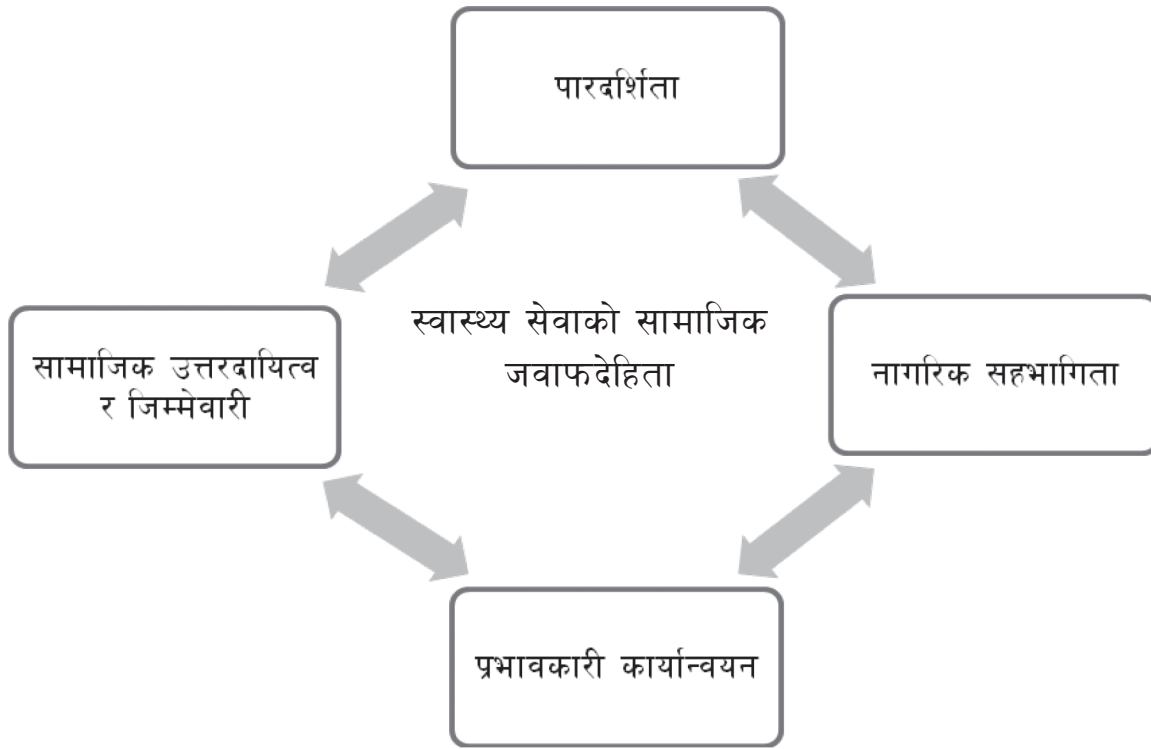 पारदर्शिता
स्वास्थ्य सेवाको सामाजिक
जवाफदेहिता
सामाजिक उत्तरदायित्व
र जिम्मेवारी
नागरिक सहभागिता
प्रभावकारी कार्यान्वयन